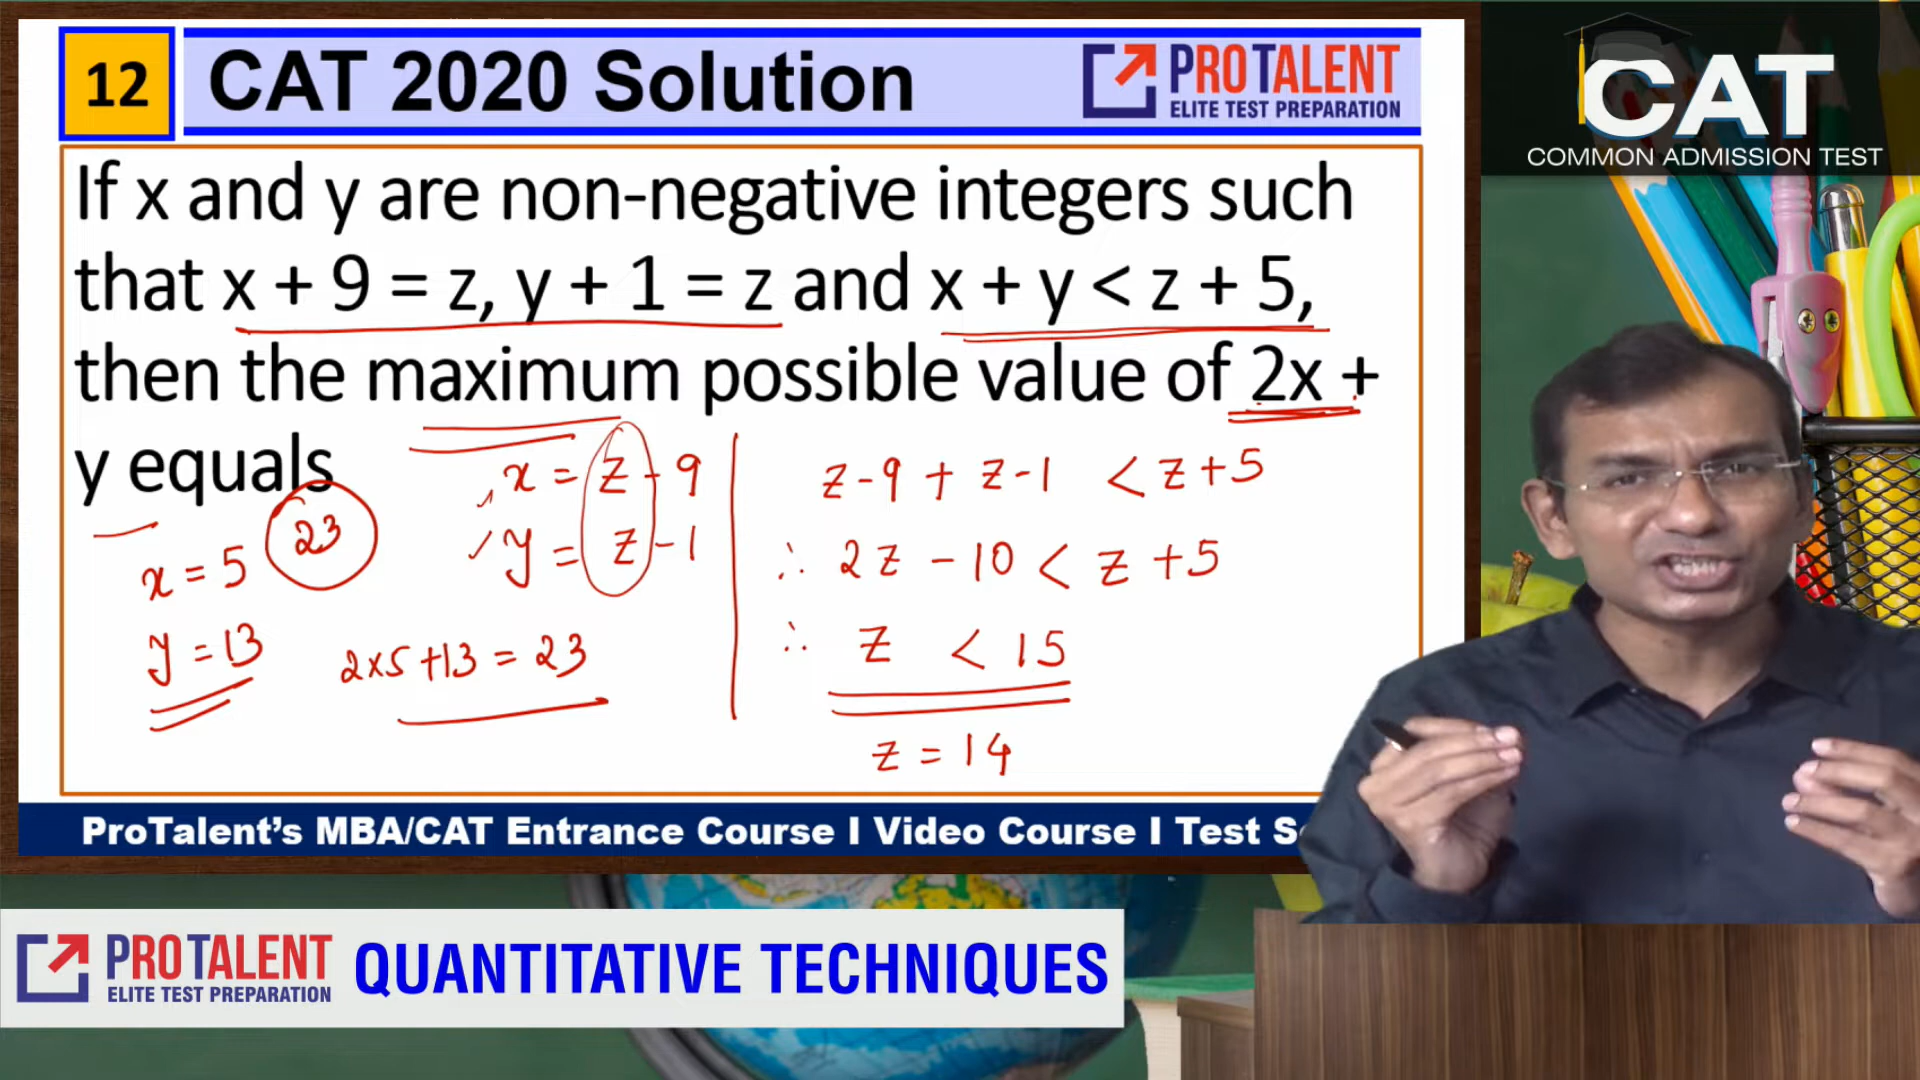 12
CAT 2020 Solution
PROTALENT
ELITE TEST PREPARATION
CAT
COMMON ADMISSION TEST
If x and y are non-negative integers such
that x + 9 = z, y + 1 = z and x + y < z + 5,
then the maximum possible value of 2x +
y equals
23
x = 5
y = 13
2x5 +13 = 23
x = z - 9
y = z - 1
z - 9 + z - 1 < z + 5
∴ 2z - 10 < z + 5
∴ z < 15
z = 14
ProTalent's MBA/CAT Entrance Course I Video Course I Test
PROTALENT
ELITE TEST PREPARATION
QUANTITATIVE TECHNIQUES